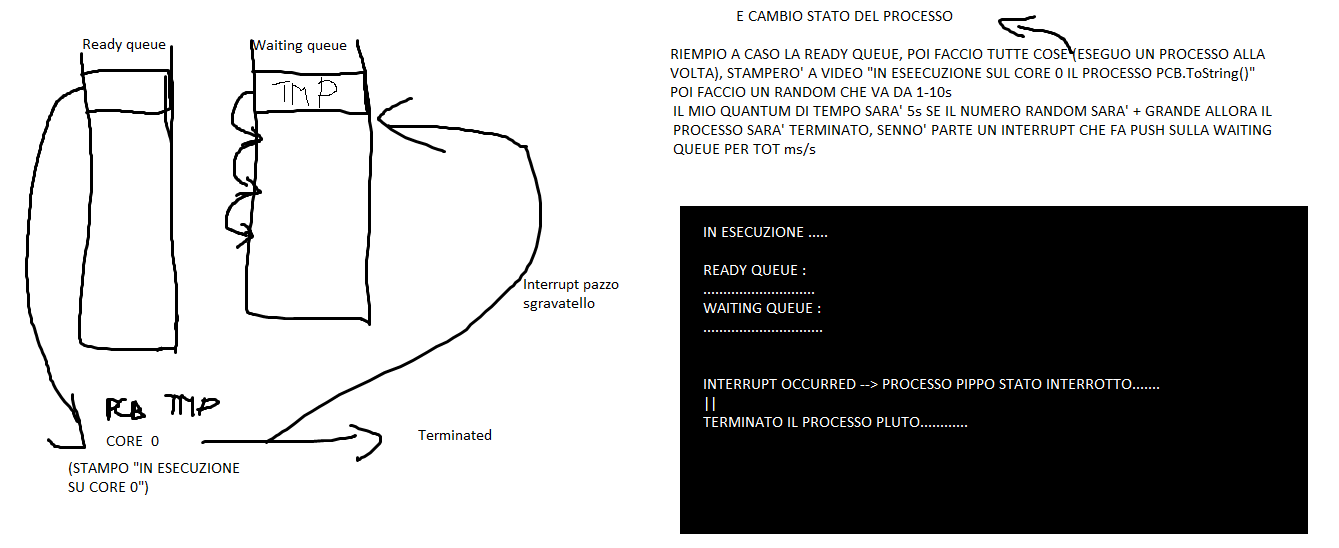 Ready queue
Waiting queue
TMP
Interrupt pazzo
sgravatello
PCB TMP
CORE 0
Terminated
(STAMPO "IN ESECUZIONE
SU CORE 0")
E CAMBIO STATO DEL PROCESSO
RIEMPIO A CASO LA READY QUEUE, POI FACCIO TUTTE COSE (ESEGUO UN PROCESSO ALLA
VOLTA), STAMPERO' A VIDEO "IN ESEECUZIONE SUL CORE 0 IL PROCESSO PCB.ToString()"
POI FACCIO UN RANDOM CHE VA DA 1-10s
IL MIO QUANTUM DI TEMPO SARA' 5s SE IL NUMERO RANDOM SARA' + GRANDE ALLORA IL
PROCESSO SARA' TERMINATO, SENNO' PARTE UN INTERRUPT CHE FA PUSH SULLA WAITING
QUEUE PER TOT ms/s
IN ESECUZIONE .....
READY QUEUE :
............................
WAITING QUEUE :
..............................
INTERRUPT OCCURRED --> PROCESSO PIPPO STATO INTERROTTO.......
||
TERMINATO IL PROCESSO PLUTO............